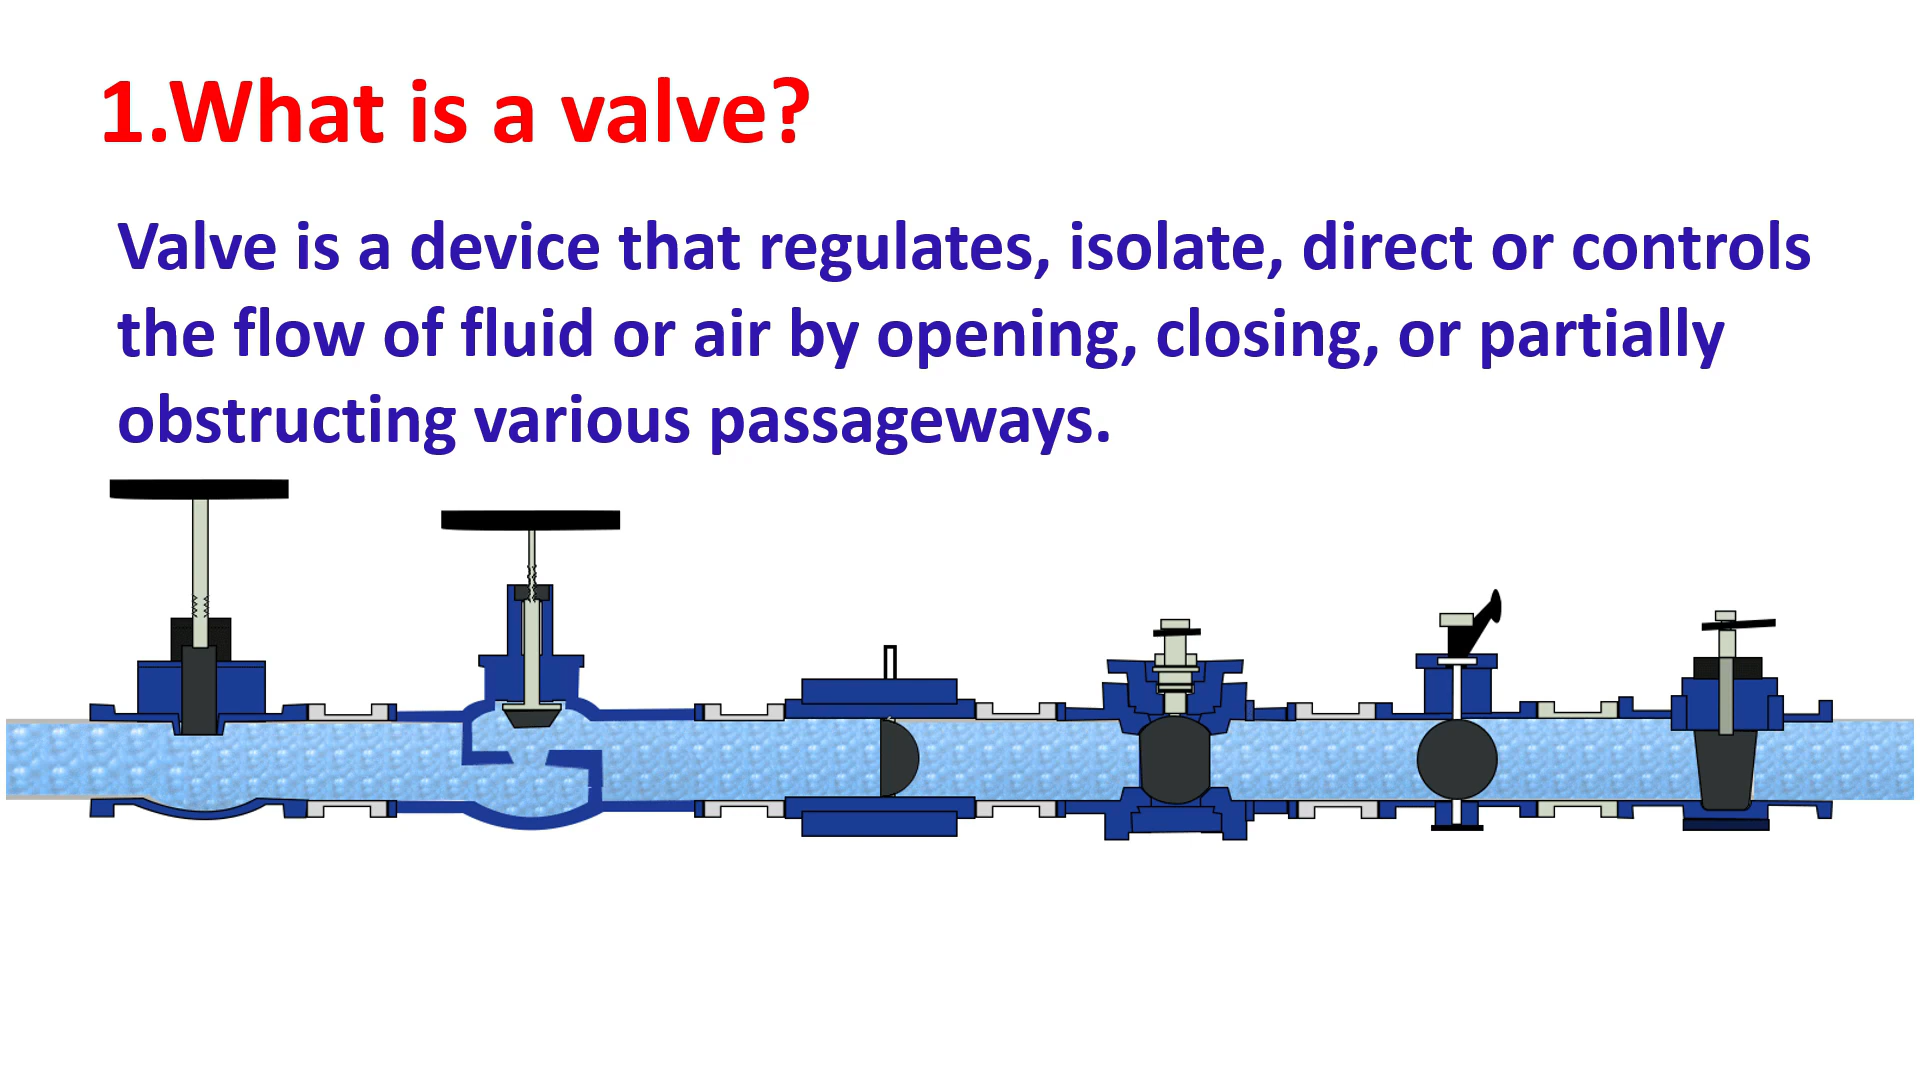 1.What is a valve?
Valve is a device that regulates, isolate, direct or controls
the flow of fluid or air by opening, closing, or partially
obstructing various passageways.